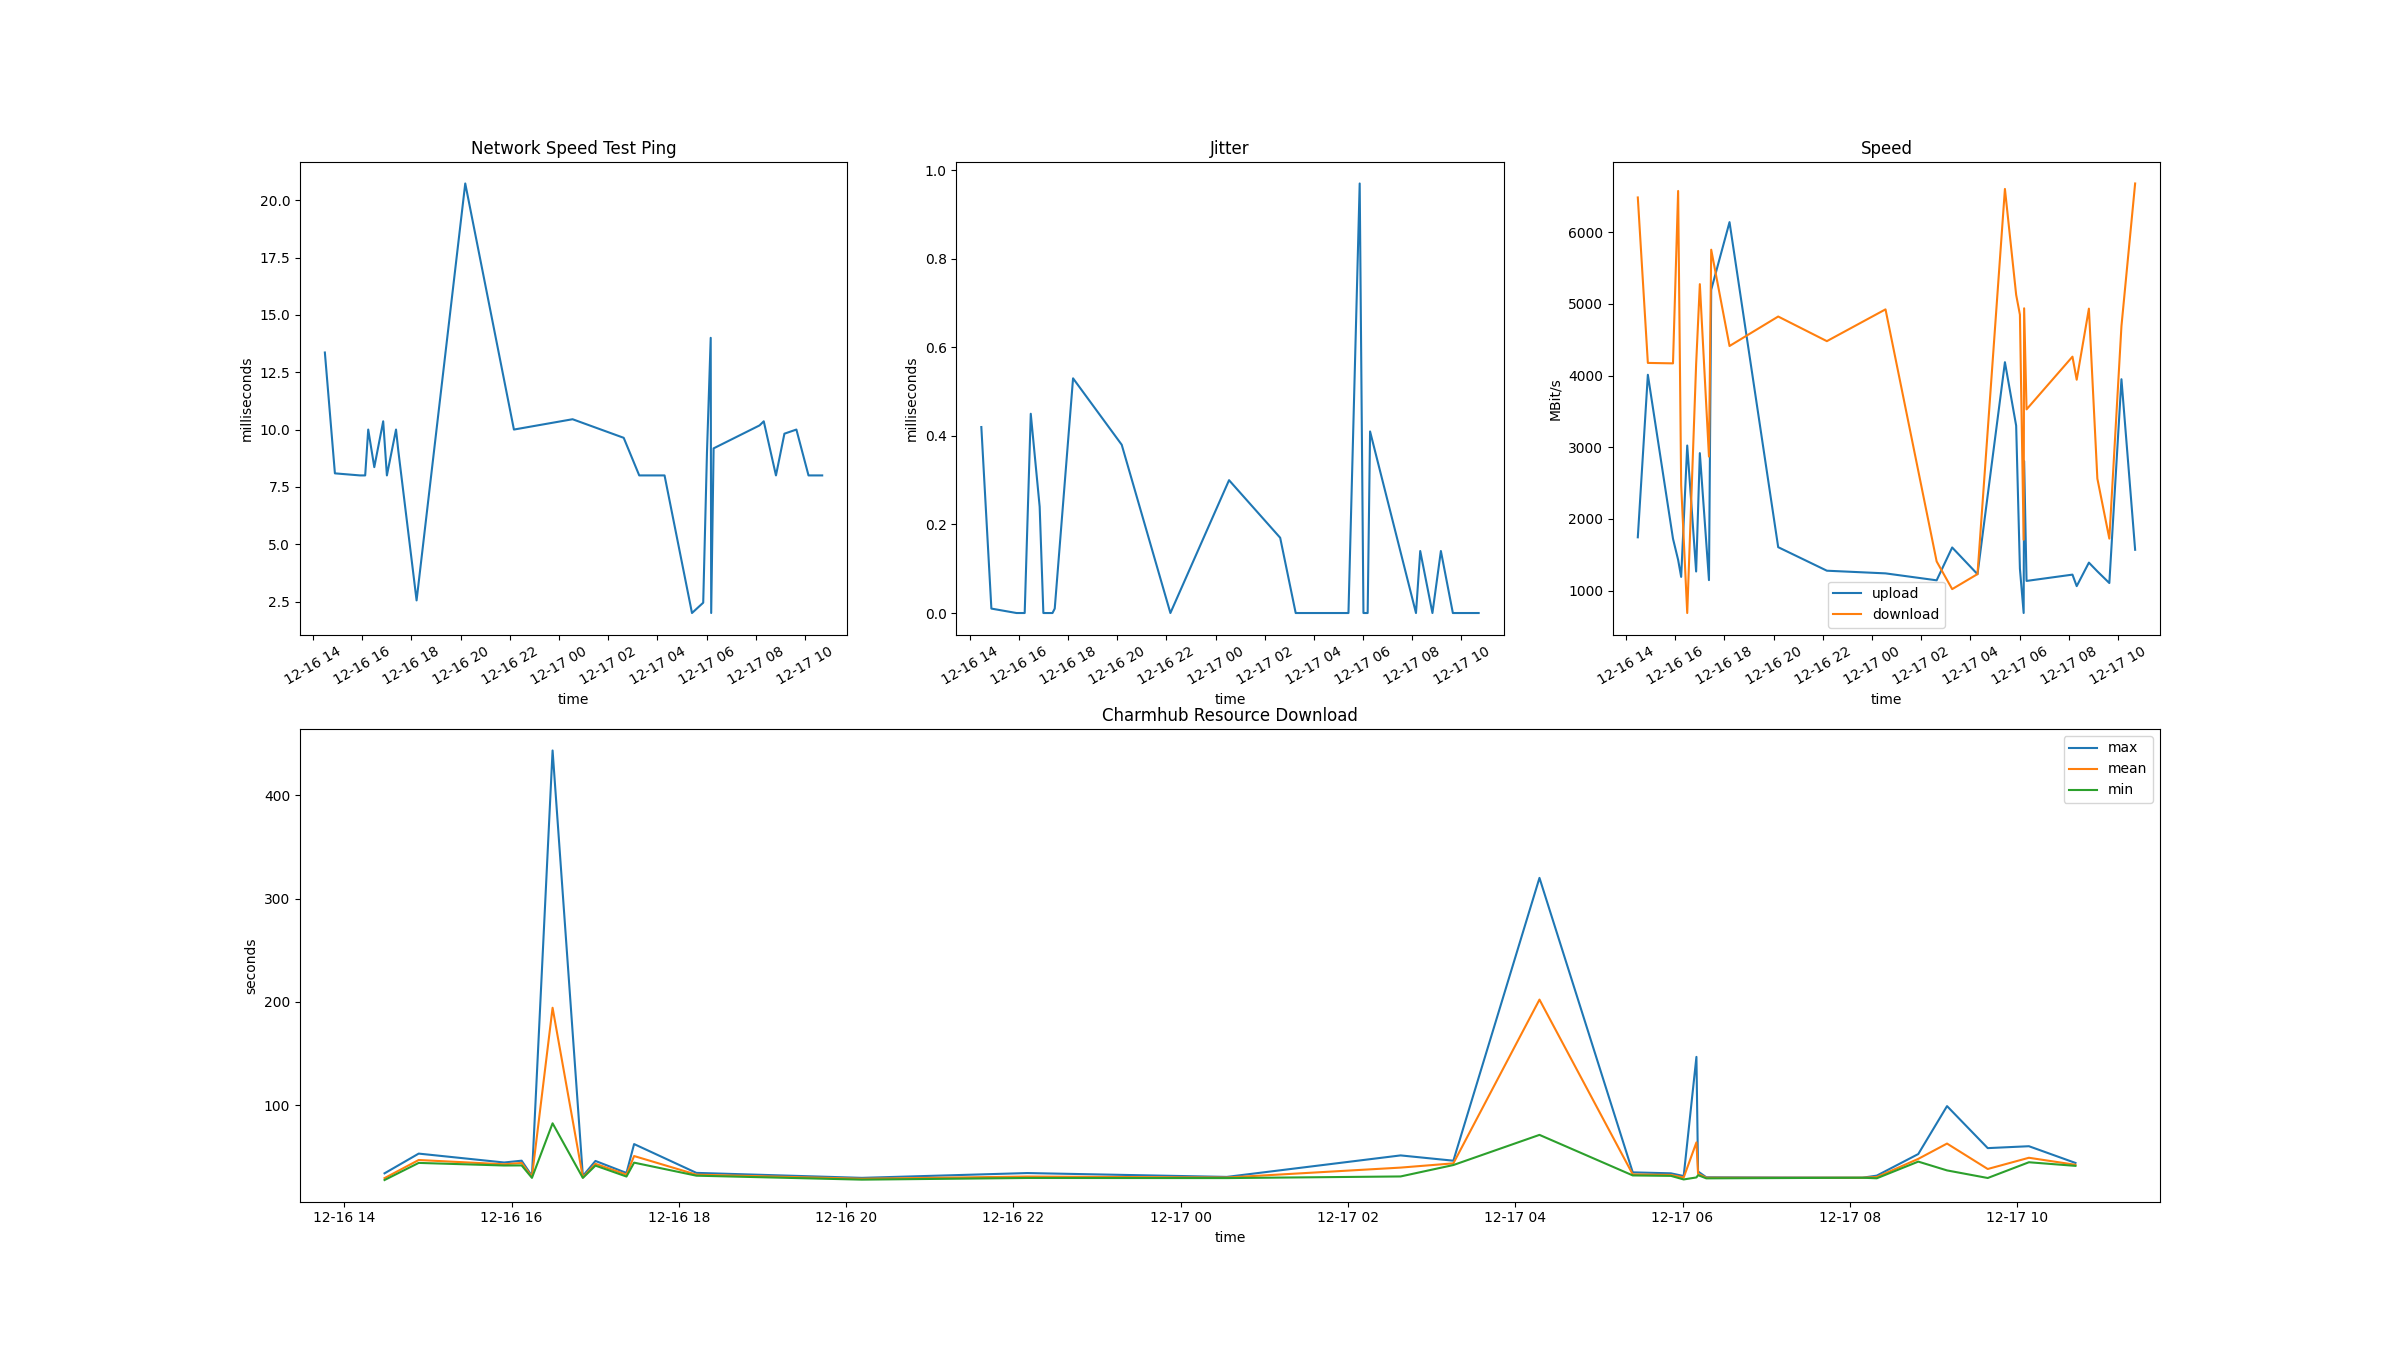 Network Speed Test Ping
milliseconds
20.0
17.5
15.0
12.5
10.0
7.5
5.0
2.5
12-16 14 12-16 16 12-16 18 12-16 20 12-16 22 12-17 00 12-17 02 12-17 04 12-17 06 12-17 08 12-17 10
time
Jitter
milliseconds
1.0
0.8
0.6
0.4
0.2
0.0
12-16 14 12-16 16 12-16 18 12-16 20 12-16 22 12-17 00 12-17 02 12-17 04 12-17 06 12-17 08 12-17 10
time
Speed
MBit/s
6000
5000
4000
3000
2000
1000
upload
download
12-16 14 12-16 16 12-16 18 12-16 20 12-16 22 12-17 00 12-17 02 12-17 04 12-17 06 12-17 08 12-17 10
time
Charmhub Resource Download
seconds
400
300
200
100
max
mean
min
12-16 14 12-16 16 12-16 18 12-16 20 12-16 22 12-17 00 12-17 02 12-17 04 12-17 06 12-17 08 12-17 10
time